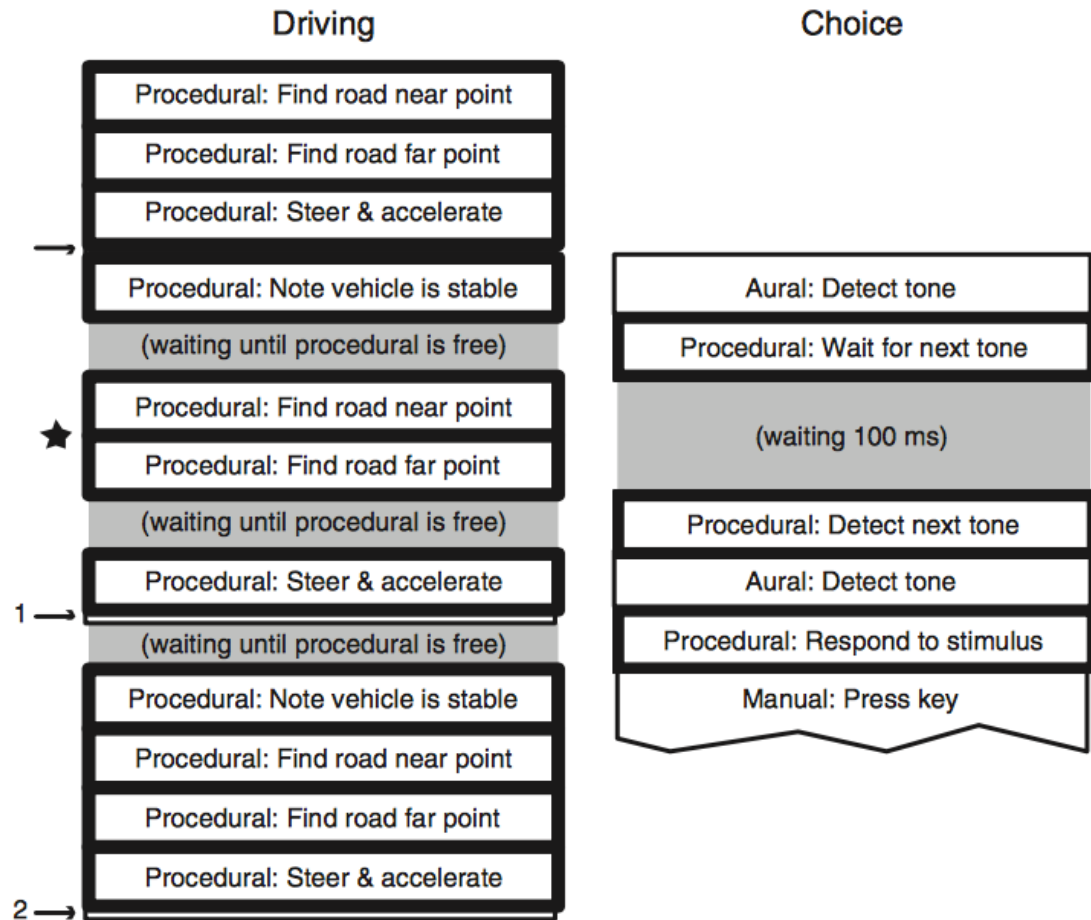 Driving
Procedural: Find road near point
Procedural: Find road far point
Procedural: Steer & accelerate
Procedural: Note vehicle is stable
(waiting until procedural is free)
Procedural: Find road near point
Procedural: Find road far point
(waiting until procedural is free)
Procedural: Steer & accelerate
1
(waiting until procedural is free)
Procedural: Note vehicle is stable
Procedural: Find road near point
Procedural: Find road far point
Procedural: Steer & accelerate
2
Choice
Aural: Detect tone
Procedural: Wait for next tone
(waiting 100 ms)
Procedural: Detect next tone
Aural: Detect tone
Procedural: Respond to stimulus
Manual: Press key